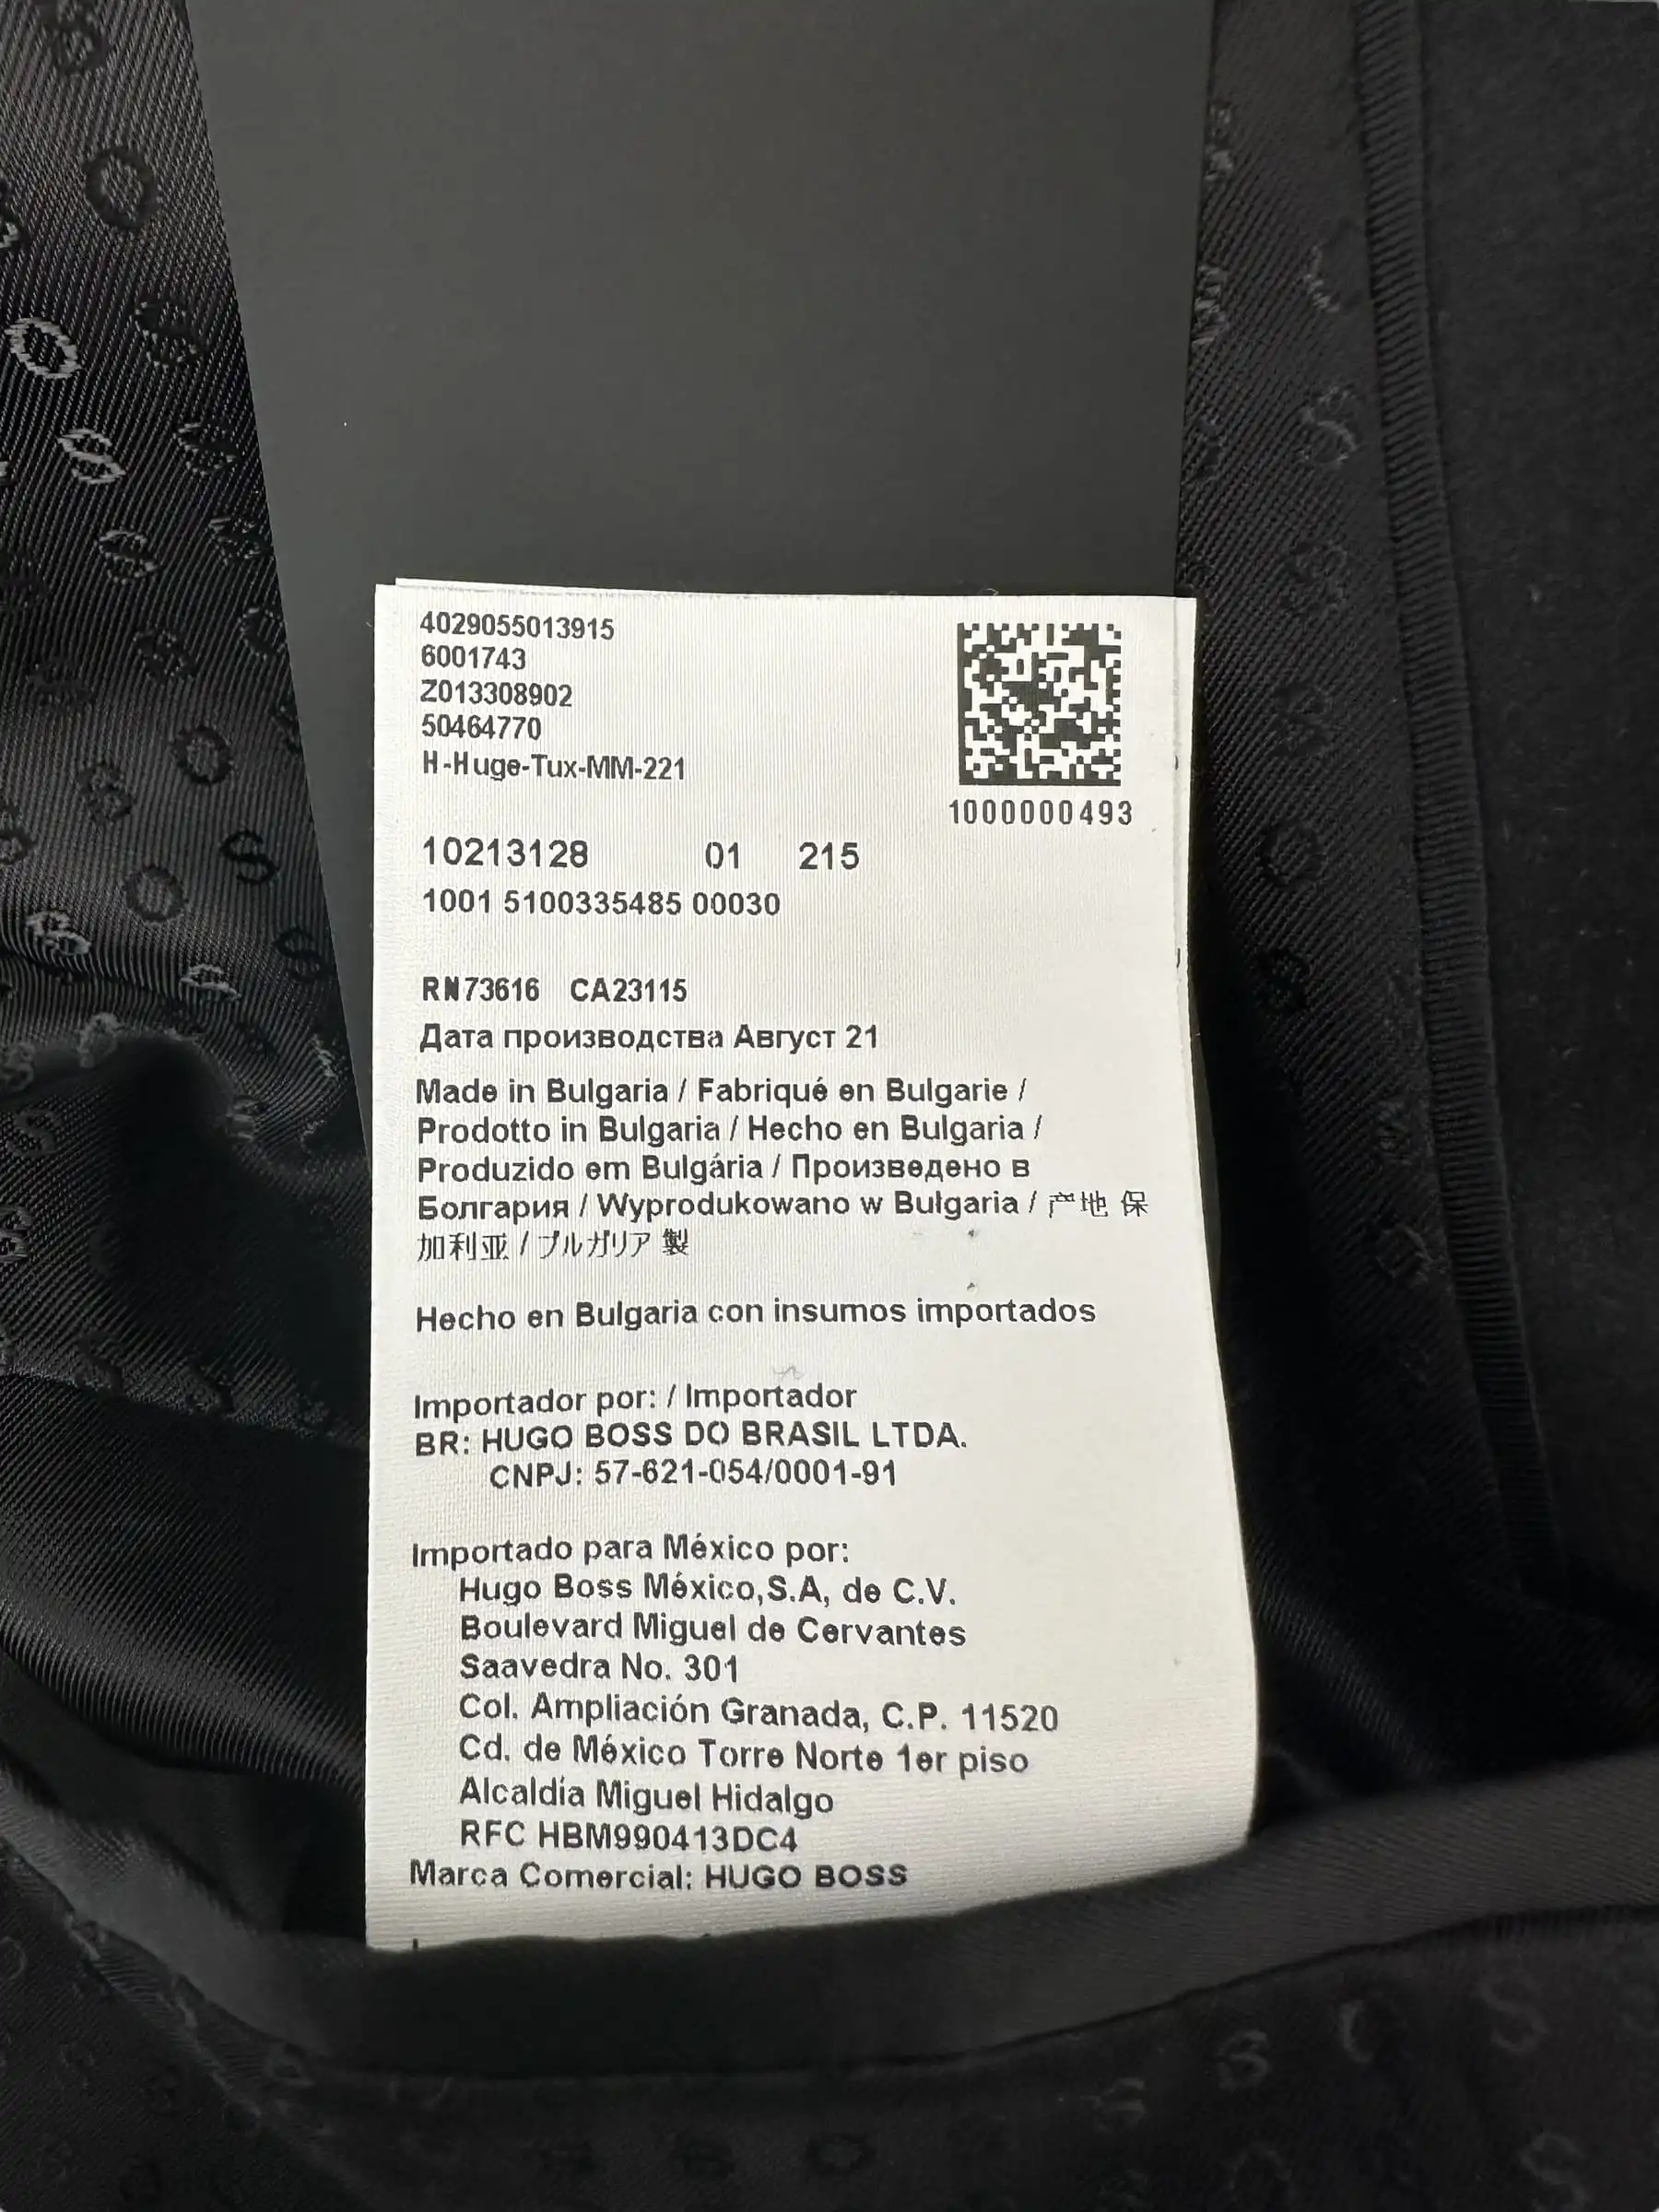 4029055013915
6001743
Z013308902
50464770
H-Huge-Tux-MM-221
1000000493
10213128 01 215
1001 5100335485 00030
RN73616 CA23115
Дата производства Август 21
Made in Bulgaria / Fabriqué en Bulgarie /
Prodotto in Bulgaria / Hecho en Bulgaria /
Produzido em Bulgária / Произведено в
Болгария / Wyprodukowano w Bułgaria / 产地 保
加利亚 / ブルガリア 製
Hecho en Bulgaria con insumos importados
Importador por: / Importador
BR: HUGO BOSS DO BRASIL LTDA.
CNPJ: 57-621-054/0001-91
Importado para México por:
Hugo Boss México,S.A, de C.V.
Boulevard Miguel de Cervantes
Saavedra No. 301
Col. Ampliación Granada, C.P. 11520
Cd. de México Torre Norte 1er piso
Alcaldía Miguel Hidalgo
RFC HBM990413DC4
Marca Comercial: HUGO BOSS